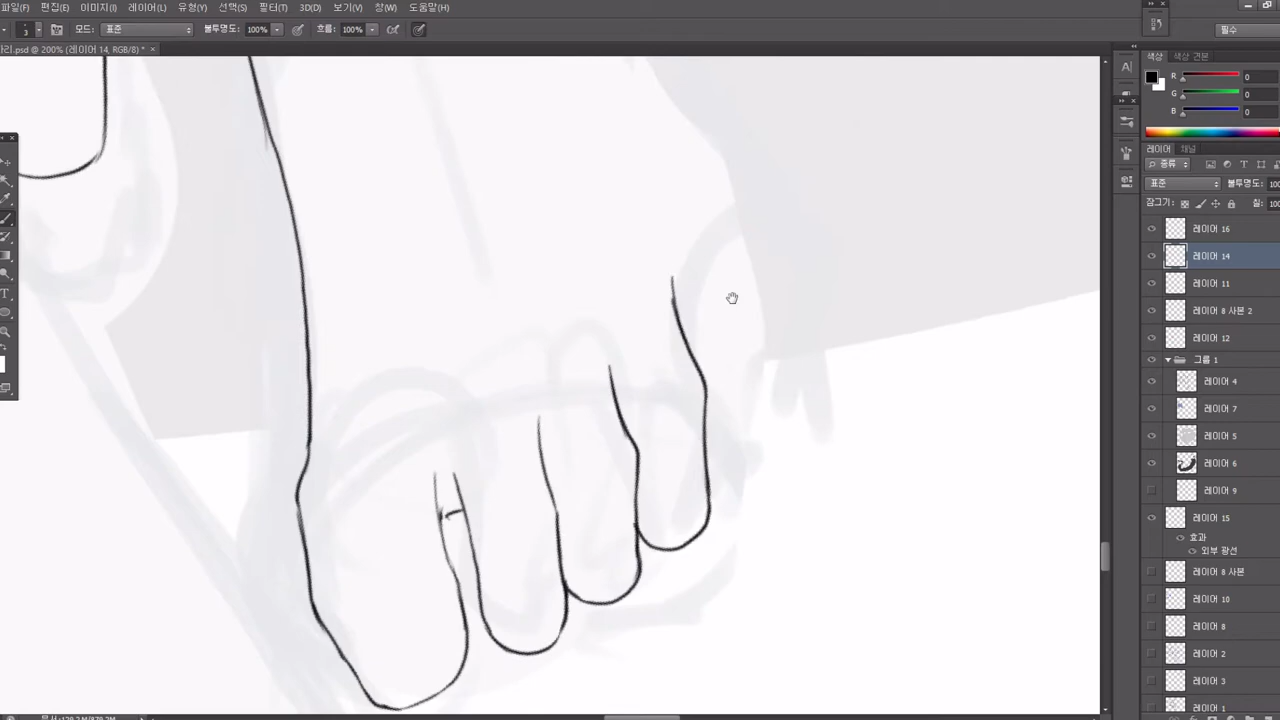 파일(F) 편집(E) 이미지(I) 레이어(L) 유형(Y) 선택(S) 필터(T) 3D(D) 보기(V) 창(W) 도움말(H)
3 모드: 표준 불투명도: 100% 흐름: 100% 필수
리.psd @ 200% (레이어 14, RGB/8) * ×
색상 색상 견본
R 0
G 0
B 0
레이어 채널
종류
표준 불투명도: 100
잠그기: 칠: 100
레이어 16
레이어 14
레이어 11
레이어 8 사본 2
레이어 12
그룹 1
레이어 4
레이어 7
레이어 5
레이어 6
레이어 9
레이어 15
효과
외부 광선
레이어 8 사본
레이어 10
레이어 8
레이어 2
레이어 3
레이어 1